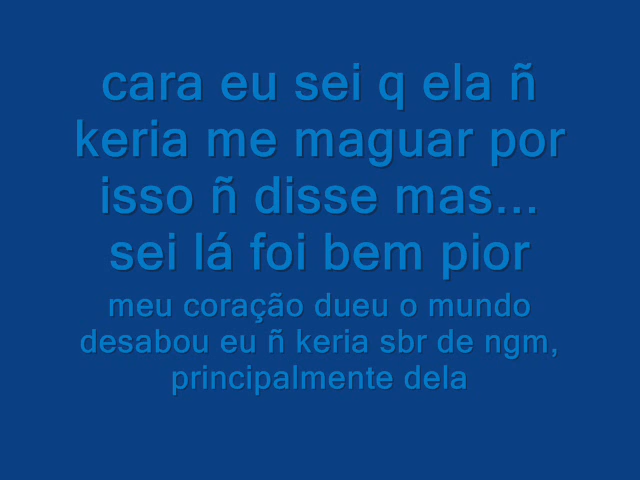 cara eu sei q ela ñ
keria me maguar por
isso ñ disse mas...
sei lá foi bem pior
meu coração dueu o mundo
desabou eu ñ keria sbr de ngm,
principalmente dela